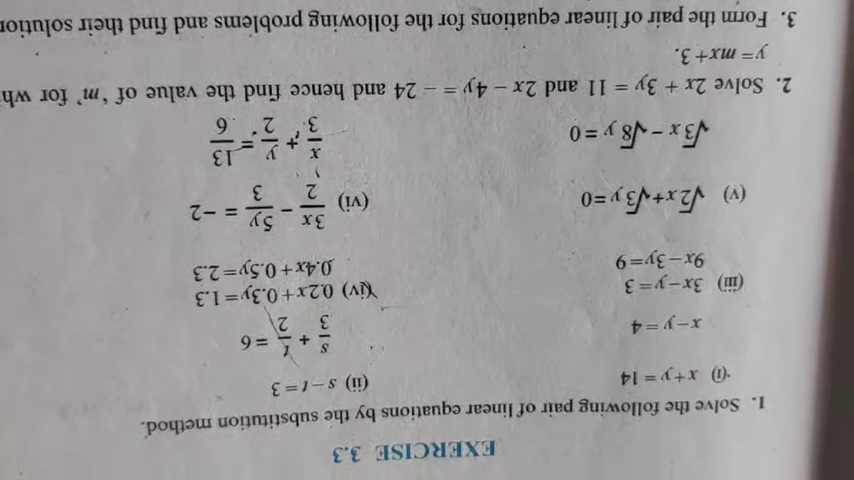 EXERCISE 3.3
1. Solve the following pair of linear equations by the substitution method.
(i) x+y = 14 (ii) s – t = 3
x–y = 4 s/3 + t/2 = 6
(iii) 3x–y = 3 (iv) 0.2x + 0.3y = 1.3
9x–3y = 9 0.4x + 0.5y = 2.3
(v) √2x+√3y = 0 (vi) 3x/2 – 5y/3 = –2
√3x – √8y = 0 x/3 + y/2 = 13/6
2. Solve 2x + 3y = 11 and 2x – 4y = – 24 and hence find the value of 'm' for
y = mx + 3.
3. Form the pair of linear equations for the following problems and find their